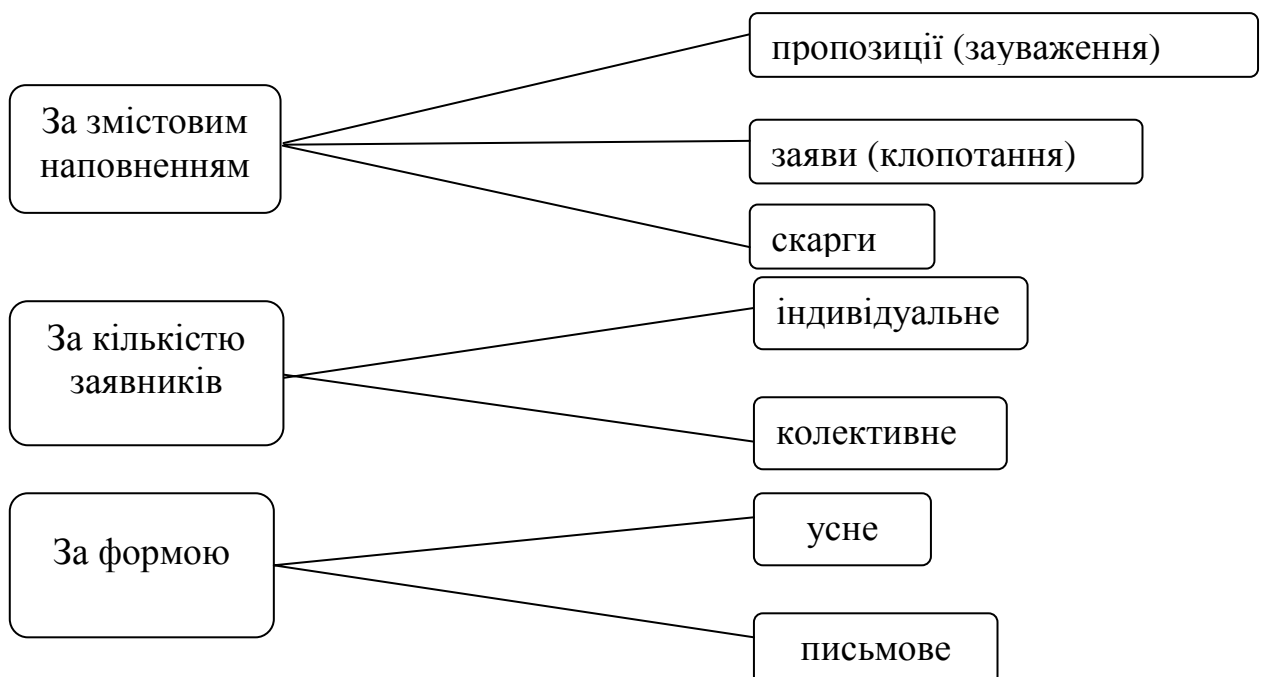 За змістовим
наповненням
пропозиції (зауваження)
заяви (клопотання)
скарги
За кількістю
заявників
індивідуальне
колективне
За формою
усне
письмове